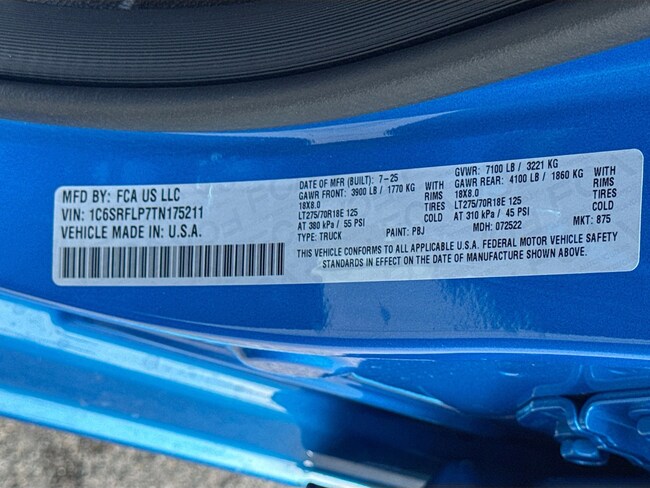 MFD BY: FCA US LLC
VIN: 1C6SRFLP7TN175211
VEHICLE MADE IN: U.S.A.
DATE OF MFR (BUILT): 7-25
GAWR FRONT: 3900 LB / 1770 KG WITH
18X8.0 RIMS
LT275/70R18E 125 TIRES
AT 380 kPa / 55 PSI COLD
TYPE: TRUCK PAINT: PBJ
GVWR: 7100 LB / 3221 KG
GAWR REAR: 4100 LB / 1860 KG WITH
18X8.0 RIMS
LT275/70R18E 125 TIRES
AT 310 kPa / 45 PSI COLD
MDH: 072522 MKT: 875
THIS VEHICLE CONFORMS TO ALL APPLICABLE U.S.A. FEDERAL MOTOR VEHICLE SAFETY
STANDARDS IN EFFECT ON THE DATE OF MANUFACTURE SHOWN ABOVE.